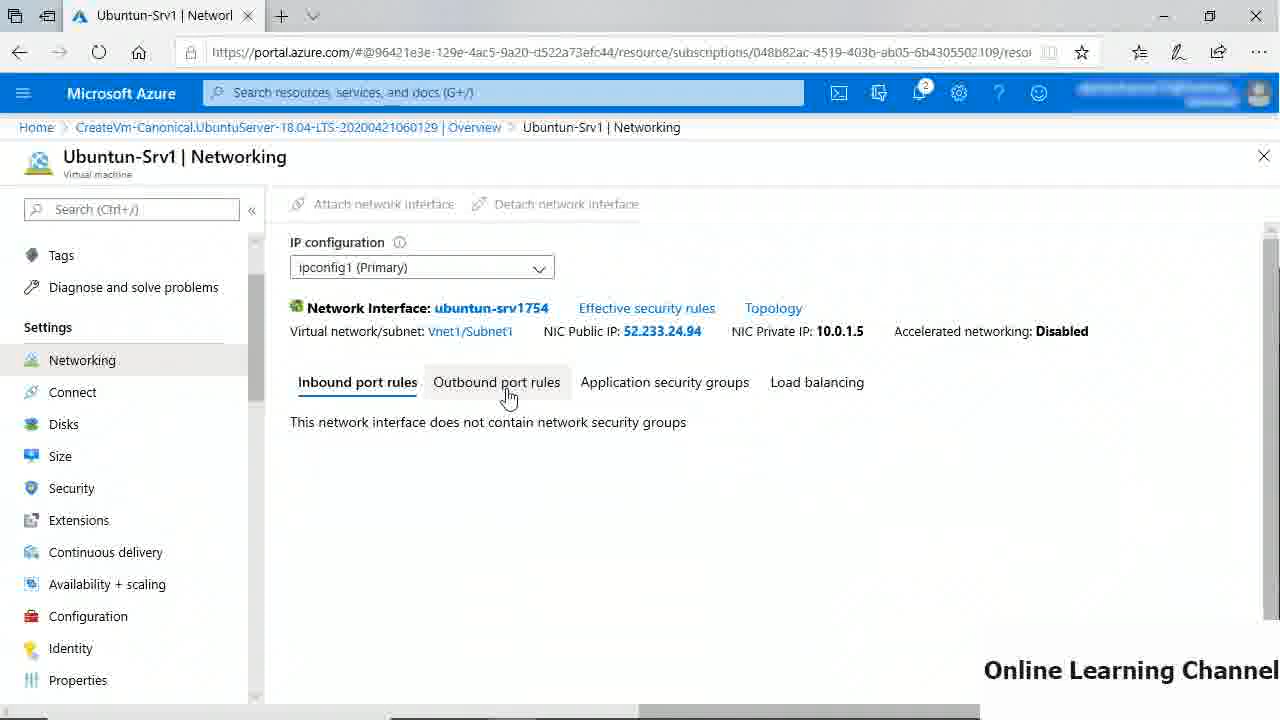 Ubuntun-Srv1 | Networl
https://portal.azure.com/#@96421e3e-129e-4ac5-9a20-d522a73efc44/resource/subscriptions/048b82ac-4519-403b-ab05-6b4305502109/resou
Microsoft Azure
Search resources, services, and docs (G+/)
2
Home > CreateVm-Canonical.UbuntuServer-18.04-LTS-20200421060129 | Overview > Ubuntun-Srv1 | Networking
Ubuntun-Srv1 | Networking
Virtual machine
Search (Ctrl+/)
«
Attach network interface
Detach network interface
Tags
Diagnose and solve problems
Settings
Networking
Connect
Disks
Size
Security
Extensions
Continuous delivery
Availability + scaling
Configuration
Identity
Properties
IP configuration
ipconfig1 (Primary)
Network Interface: ubuntun-srv1754 Effective security rules Topology
Virtual network/subnet: Vnet1/Subnet1 NIC Public IP: 52.233.24.94 NIC Private IP: 10.0.1.5 Accelerated networking: Disabled
Inbound port rules Outbound port rules Application security groups Load balancing
This network interface does not contain network security groups
Online Learning Channel